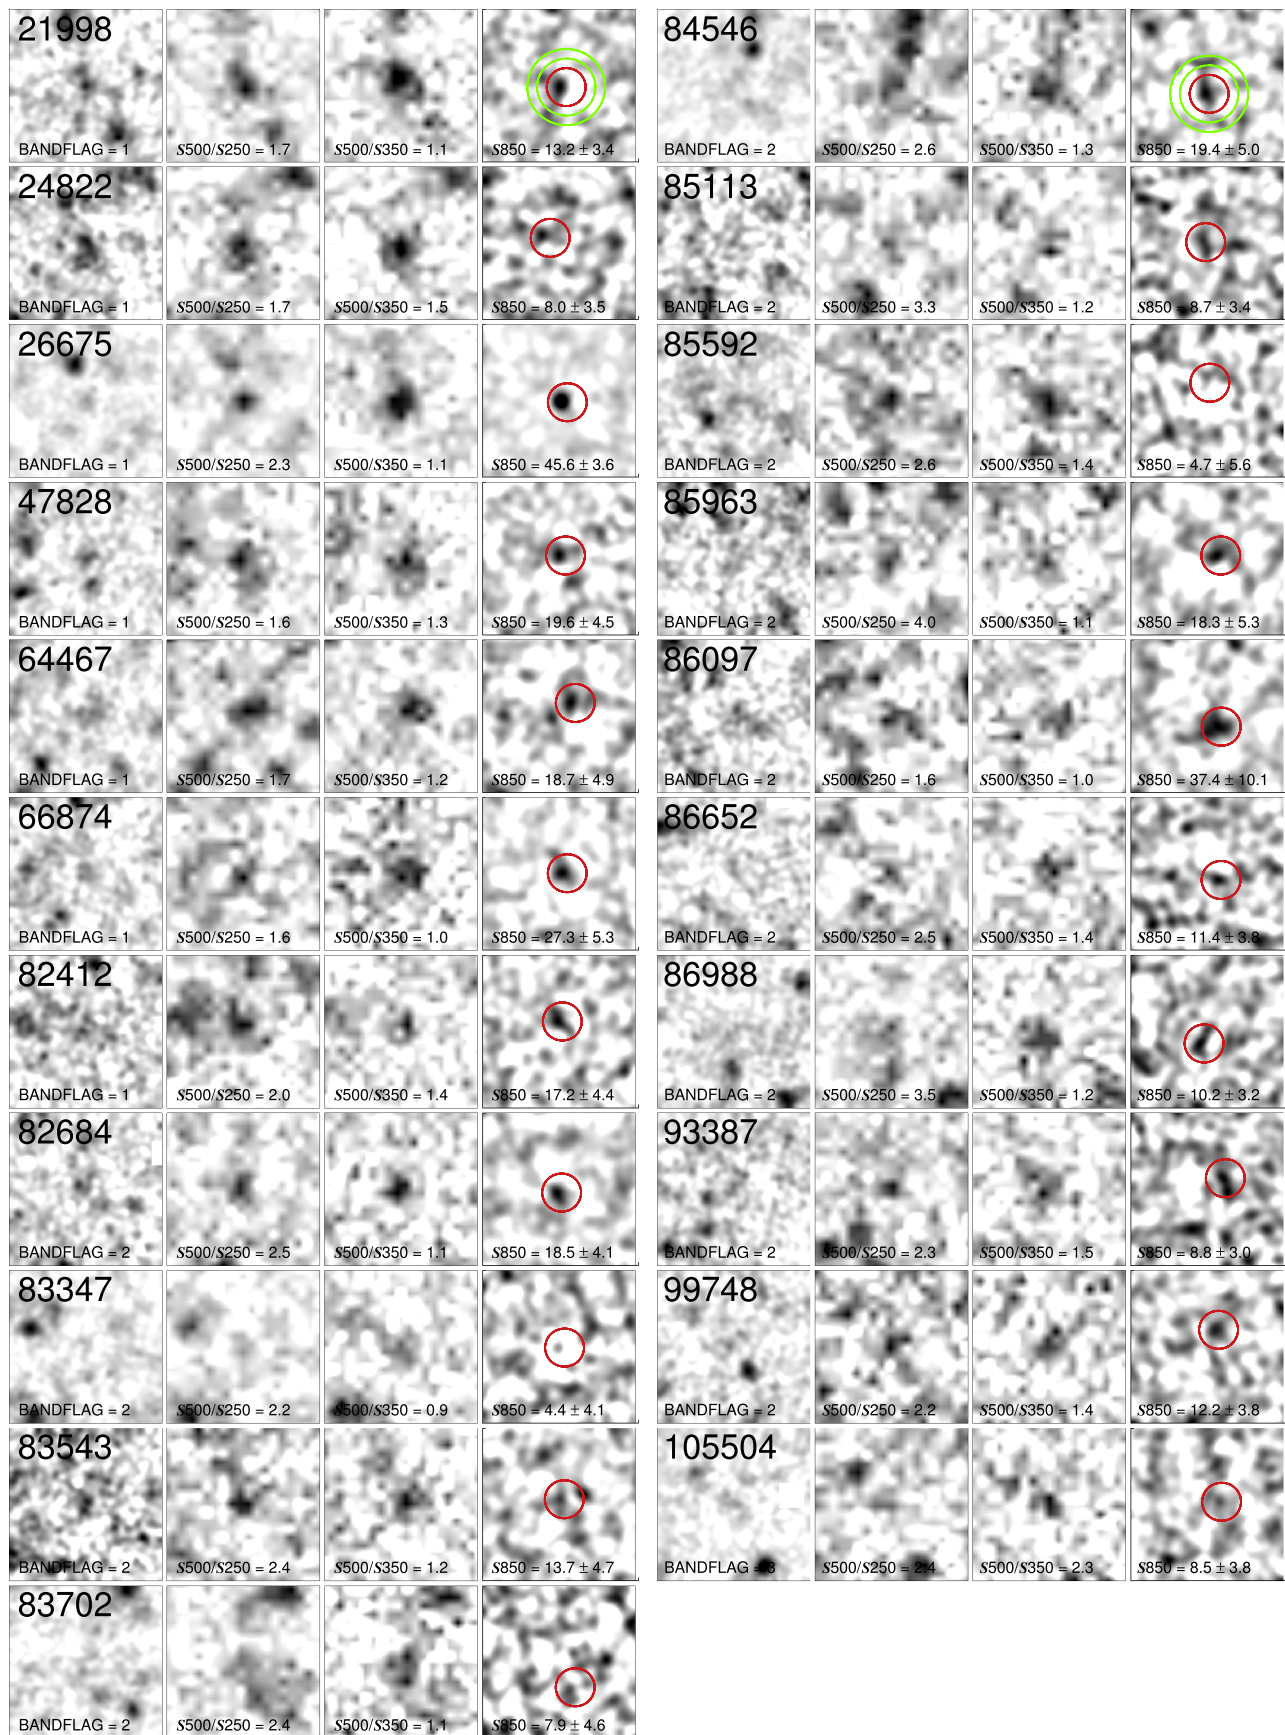 21998
BANDFLAG = 1 S500/S250 = 1.7 S500/S350 = 1.1 S850 = 13.2 ± 3.4
24822
BANDFLAG = 1 S500/S250 = 1.7 S500/S350 = 1.5 S850 = 8.0 ± 3.5
26675
BANDFLAG = 1 S500/S250 = 2.3 S500/S350 = 1.1 S850 = 45.6 ± 3.6
47828
BANDFLAG = 1 S500/S250 = 1.6 S500/S350 = 1.3 S850 = 19.6 ± 4.5
64467
BANDFLAG = 1 S500/S250 = 1.7 S500/S350 = 1.2 S850 = 18.7 ± 4.9
66874
BANDFLAG = 1 S500/S250 = 1.6 S500/S350 = 1.0 S850 = 27.3 ± 5.3
82412
BANDFLAG = 1 S500/S250 = 2.0 S500/S350 = 1.4 S850 = 17.2 ± 4.4
82684
BANDFLAG = 2 S500/S250 = 2.5 S500/S350 = 1.1 S850 = 18.5 ± 4.1
83347
BANDFLAG = 2 S500/S250 = 2.2 S500/S350 = 0.9 S850 = 4.4 ± 4.1
83543
BANDFLAG = 2 S500/S250 = 2.4 S500/S350 = 1.2 S850 = 13.7 ± 4.7
83702
BANDFLAG = 2 S500/S250 = 2.4 S500/S350 = 1.1 S850 = 7.9 ± 4.6
84546
BANDFLAG = 2 S500/S250 = 2.6 S500/S350 = 1.3 S850 = 19.4 ± 5.0
85113
BANDFLAG = 2 S500/S250 = 3.3 S500/S350 = 1.2 S850 = 8.7 ± 3.4
85592
BANDFLAG = 2 S500/S250 = 2.6 S500/S350 = 1.4 S850 = 4.7 ± 5.6
85963
BANDFLAG = 2 S500/S250 = 4.0 S500/S350 = 1.1 S850 = 18.3 ± 5.3
86097
BANDFLAG = 2 S500/S250 = 1.6 S500/S350 = 1.0 S850 = 37.4 ± 10.1
86652
BANDFLAG = 2 S500/S250 = 2.5 S500/S350 = 1.4 S850 = 11.4 ± 3.8
86988
BANDFLAG = 2 S500/S250 = 3.5 S500/S350 = 1.2 S850 = 10.2 ± 3.2
93387
BANDFLAG = 2 S500/S250 = 2.3 S500/S350 = 1.5 S850 = 8.8 ± 3.0
99748
BANDFLAG = 2 S500/S250 = 2.2 S500/S350 = 1.4 S850 = 12.2 ± 3.8
105504
BANDFLAG = 3 S500/S250 = 2.4 S500/S350 = 2.3 S850 = 8.5 ± 3.8